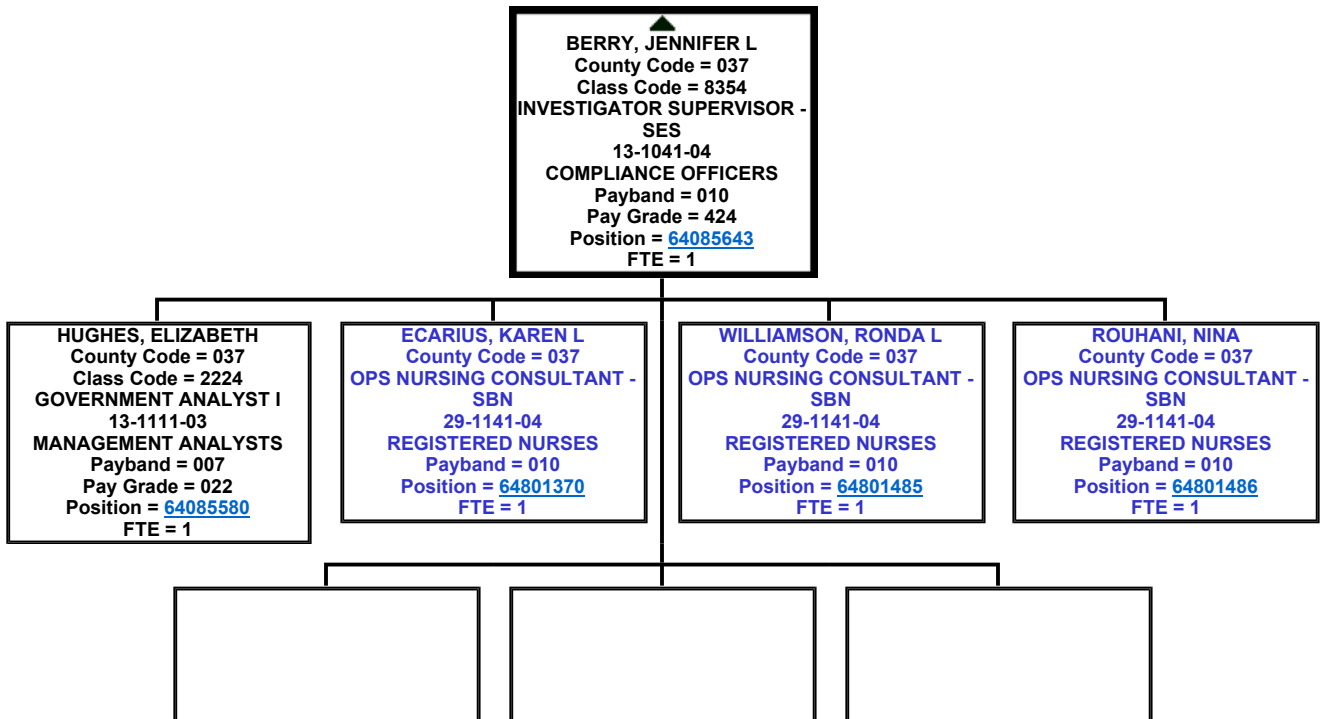 BERRY, JENNIFER L
County Code = 037
Class Code = 8354
INVESTIGATOR SUPERVISOR -
SES
13-1041-04
COMPLIANCE OFFICERS
Payband = 010
Pay Grade = 424
Position = 64085643
FTE = 1
HUGHES, ELIZABETH
County Code = 037
Class Code = 2224
GOVERNMENT ANALYST I
13-1111-03
MANAGEMENT ANALYSTS
Payband = 007
Pay Grade = 022
Position = 64085580
FTE = 1
ECARIUS, KAREN L
County Code = 037
OPS NURSING CONSULTANT -
SBN
29-1141-04
REGISTERED NURSES
Payband = 010
Position = 64801370
FTE = 1
WILLIAMSON, RONDA L
County Code = 037
OPS NURSING CONSULTANT -
SBN
29-1141-04
REGISTERED NURSES
Payband = 010
Position = 64801485
FTE = 1
ROUHANI, NINA
County Code = 037
OPS NURSING CONSULTANT -
SBN
29-1141-04
REGISTERED NURSES
Payband = 010
Position = 64801486
FTE = 1